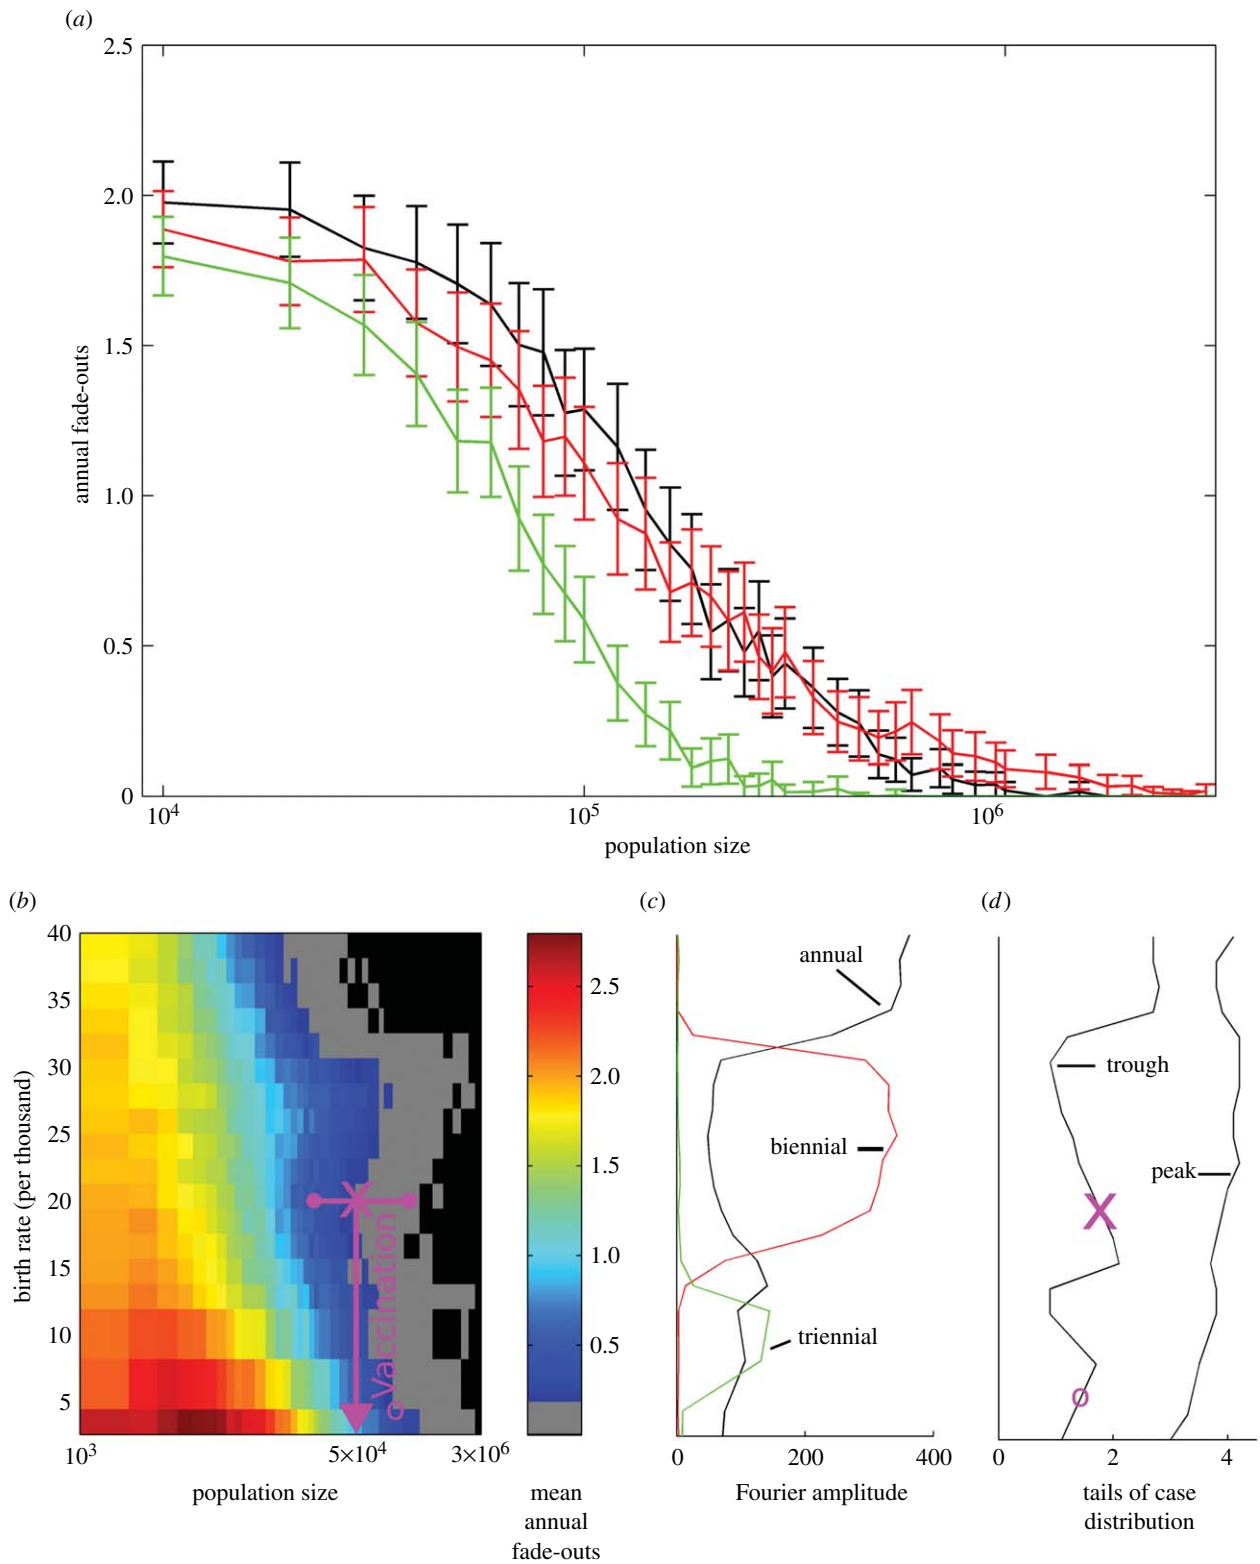 (a)
2.5
2.0
1.5
1.0
0.5
0
annual fade-outs
10^4
10^5
10^6
population size
(b)
(c)
(d)
40
35
30
25
20
15
10
5
birth rate (per thousand)
Vaccination
10^3
5×10^4
3×10^6
population size
2.5
2.0
1.5
1.0
0.5
mean
annual
fade-outs
annual
biennial
triennial
0
200
400
Fourier amplitude
trough
peak
X
o
0
2
4
tails of case
distribution